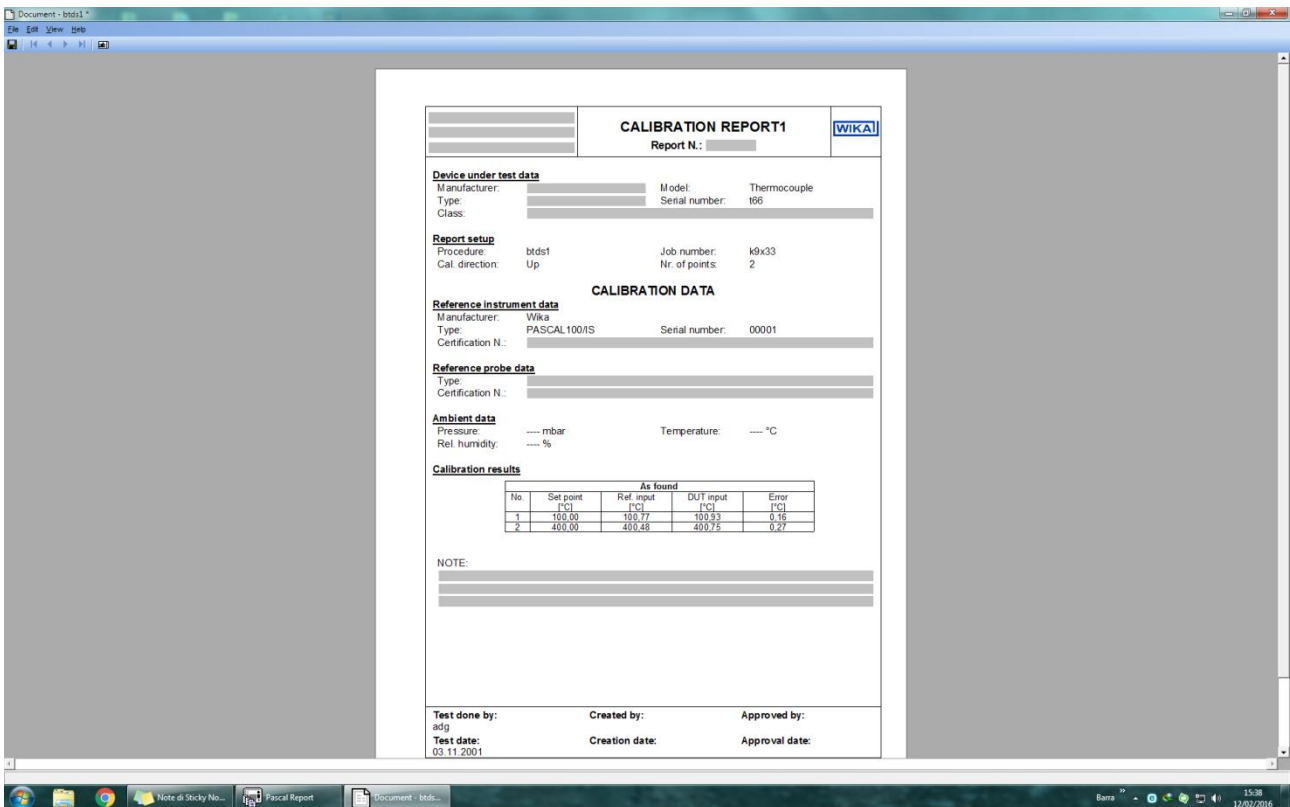 Document - btds1 *
File Edit View Help
CALIBRATION REPORT1
Report N.:
WIKA
Device under test data
Manufacturer: Model: Thermocouple
Type: Serial number: t66
Class:
Report setup
Procedure: btds1 Job number: k9x33
Cal. direction: Up Nr. of points: 2
CALIBRATION DATA
Reference instrument data
Manufacturer: Wika
Type: PASCAL100/IS Serial number: 00001
Certification N.:
Reference probe data
Type:
Certification N.:
Ambient data
Pressure: ---- mbar Temperature: ---- °C
Rel. humidity: ---- %
Calibration results
As found
No. Set point Ref. input DUT input Error
[°C] [°C] [°C] [°C]
1 100,00 100,77 100,93 0,16
2 400,00 400,48 400,75 0,27
NOTE:
Test done by: Created by: Approved by:
adg
Test date: Creation date: Approval date:
03.11.2001
Note di Sticky No... Pascal Report Document - btds... Barra 15:38
12/02/2016